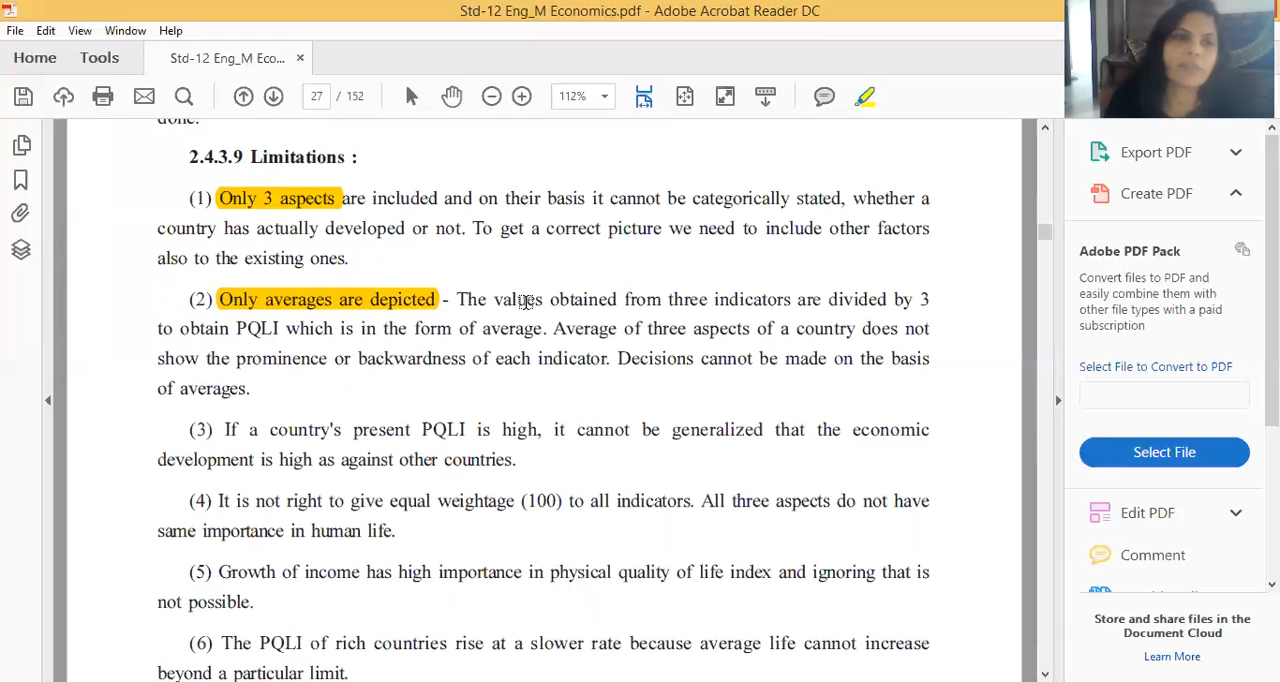 Std-12 Eng_M Economics.pdf - Adobe Acrobat Reader DC
File Edit View Window Help
Home Tools Std-12 Eng_M Eco... ×
27 / 152 112%
done.
2.4.3.9 Limitations :
(1) Only 3 aspects are included and on their basis it cannot be categorically stated, whether a
country has actually developed or not. To get a correct picture we need to include other factors
also to the existing ones.
(2) Only averages are depicted - The values obtained from three indicators are divided by 3
to obtain PQLI which is in the form of average. Average of three aspects of a country does not
show the prominence or backwardness of each indicator. Decisions cannot be made on the basis
of averages.
(3) If a country's present PQLI is high, it cannot be generalized that the economic
development is high as against other countries.
(4) It is not right to give equal weightage (100) to all indicators. All three aspects do not have
same importance in human life.
(5) Growth of income has high importance in physical quality of life index and ignoring that is
not possible.
(6) The PQLI of rich countries rise at a slower rate because average life cannot increase
beyond a particular limit.
Export PDF
Create PDF
Adobe PDF Pack
Convert files to PDF and
easily combine them with
other file types with a paid
subscription
Select File to Convert to PDF
Select File
Edit PDF
Comment
Store and share files in the
Document Cloud
Learn More